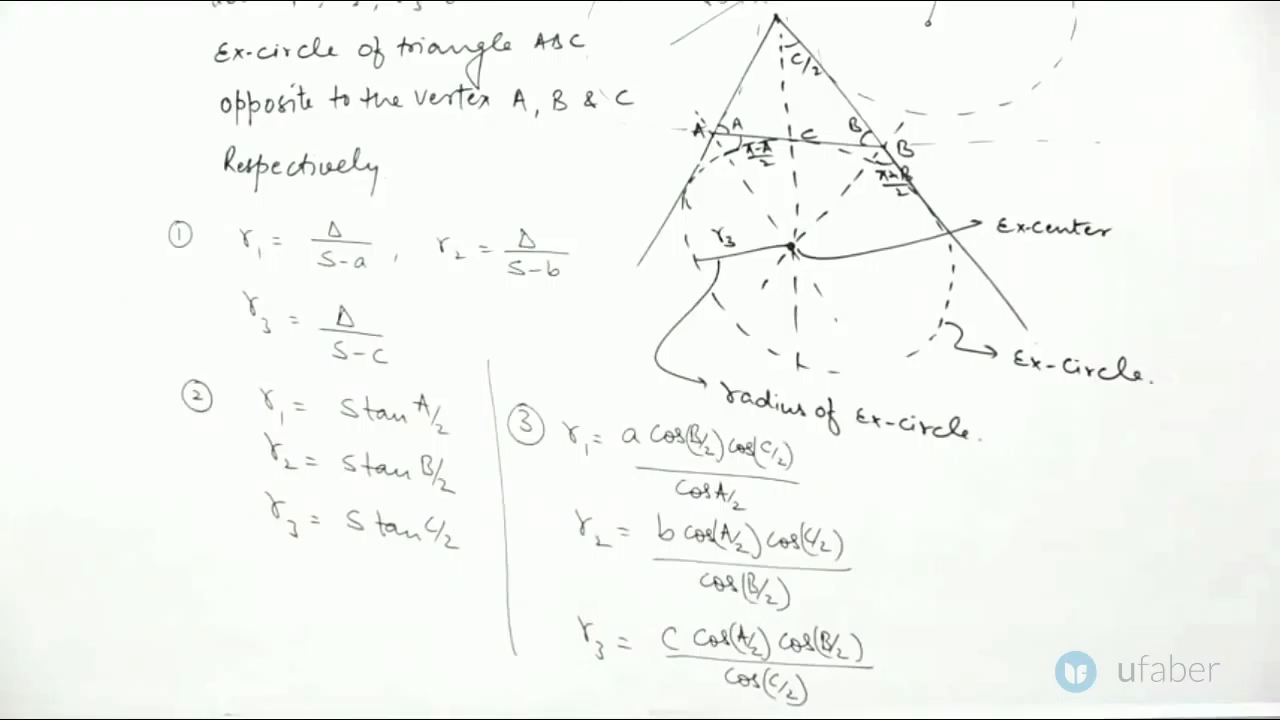 Ex-circle of triangle ABC
opposite to the vertex A, B & C
Respectively
① r₁ = Δ/(S-a) , r₂ = Δ/(S-b)
r₃ = Δ/(S-c)
② r₁ = S tan A/2
r₂ = S tan B/2
r₃ = S tan C/2
③ r₁ = a cos(B/2) cos(C/2) / cos A/2
r₂ = b cos(A/2) cos(C/2) / cos(B/2)
r₃ = C cos(A/2) cos(B/2) / cos(C/2)
C/2
A A C B B
π-A/2
π-B/2
r₃
Ex-center
Ex-circle.
radius of Ex-circle.
ufaber